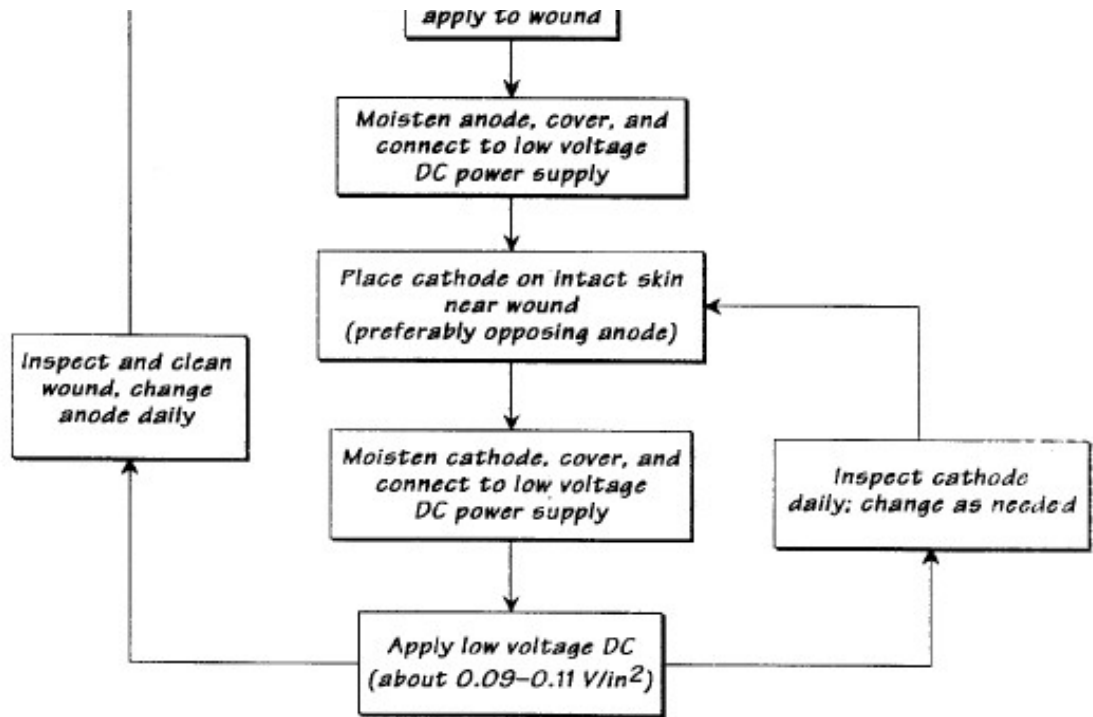 apply to wound
Moisten anode, cover, and
connect to low voltage
DC power supply
Place cathode on intact skin
near wound
(preferably opposing anode)
Inspect and clean
wound, change
anode daily
Moisten cathode, cover, and
connect to low voltage
DC power supply
Inspect cathode
daily; change as needed
Apply low voltage DC
(about 0.09–0.11 V/in²)